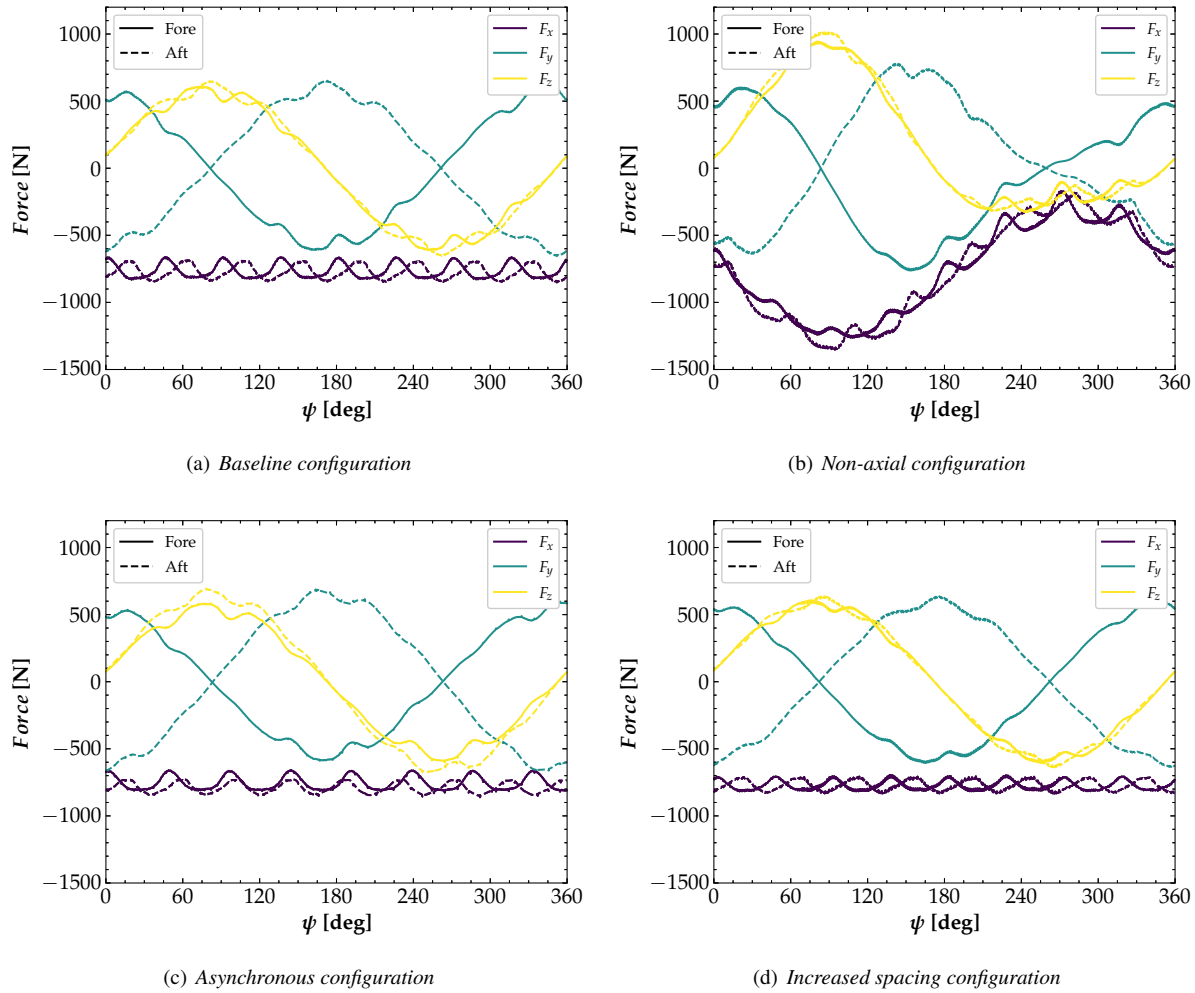 Fore
Aft
F_x
F_y
F_z
1000
500
0
−500
−1000
−1500
Force [N]
0 60 120 180 240 300 360
ψ [deg]
(a) Baseline configuration
Fore
Aft
F_x
F_y
F_z
1000
500
0
−500
−1000
−1500
Force [N]
0 60 120 180 240 300 360
ψ [deg]
(b) Non-axial configuration
Fore
Aft
F_x
F_y
F_z
1000
500
0
−500
−1000
−1500
Force [N]
0 60 120 180 240 300 360
ψ [deg]
(c) Asynchronous configuration
Fore
Aft
F_x
F_y
F_z
1000
500
0
−500
−1000
−1500
Force [N]
0 60 120 180 240 300 360
ψ [deg]
(d) Increased spacing configuration